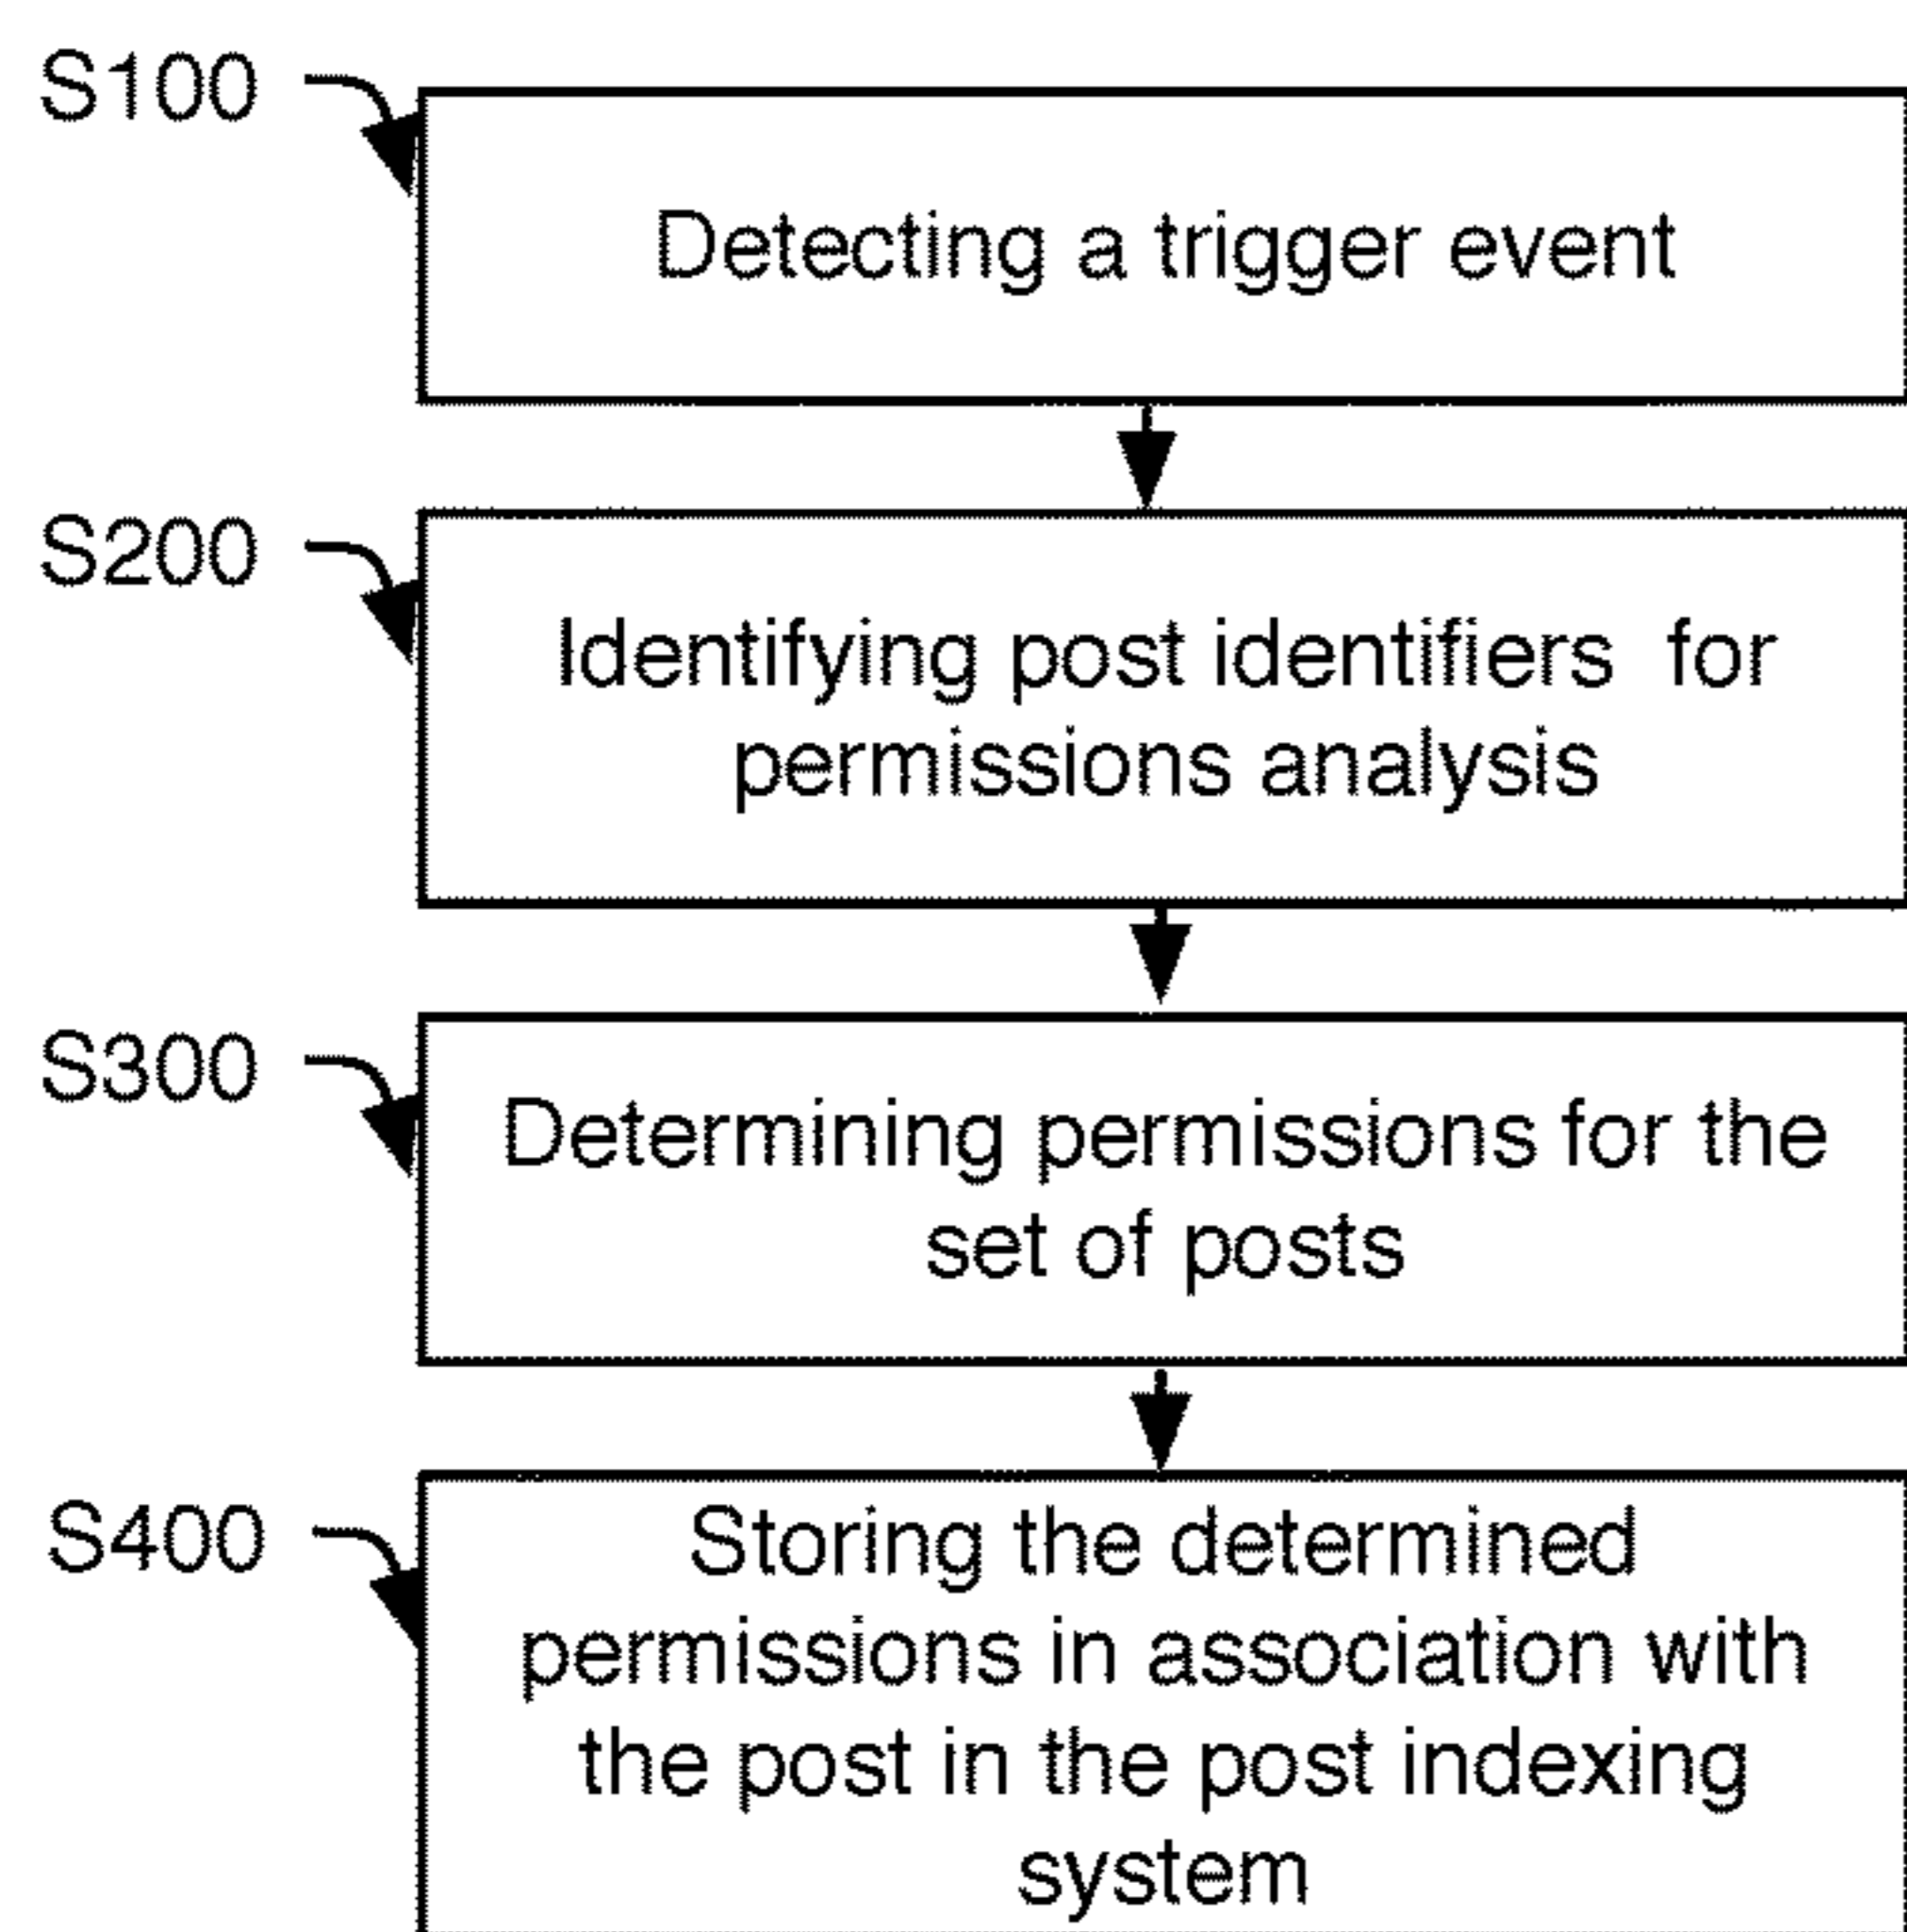 S100
Detecting a trigger event
S200
Identifying post identifiers  for
permissions analysis
S300
Determining permissions for the
set of posts
S400
Storing the determined
permissions in association with
the post in the post indexing
system